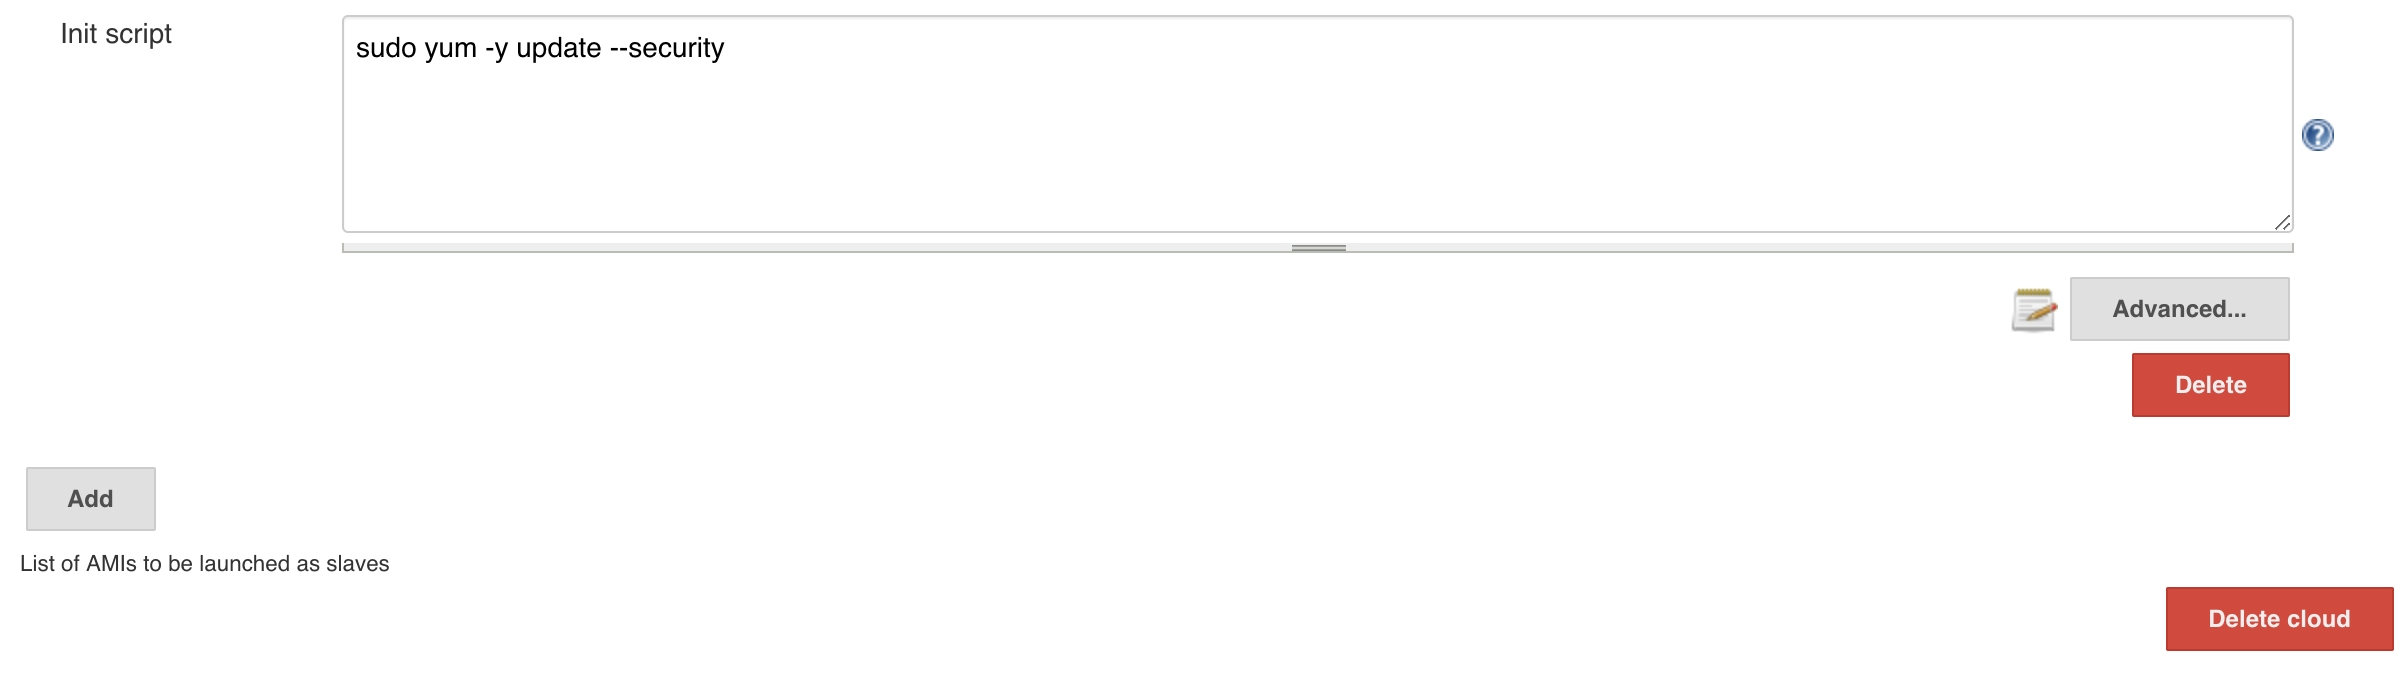 Init script
sudo yum -y update --security
?
Advanced...
Delete
Add
List of AMIs to be launched as slaves
Delete cloud